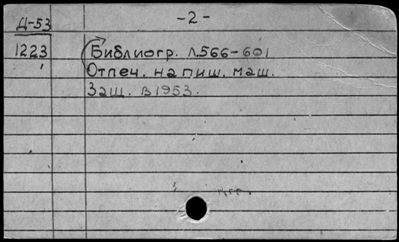 Д-53
-2-
1223
Библиогр. л.566-601
Отпеч. на пиш. маш.
Защ. в 1953.